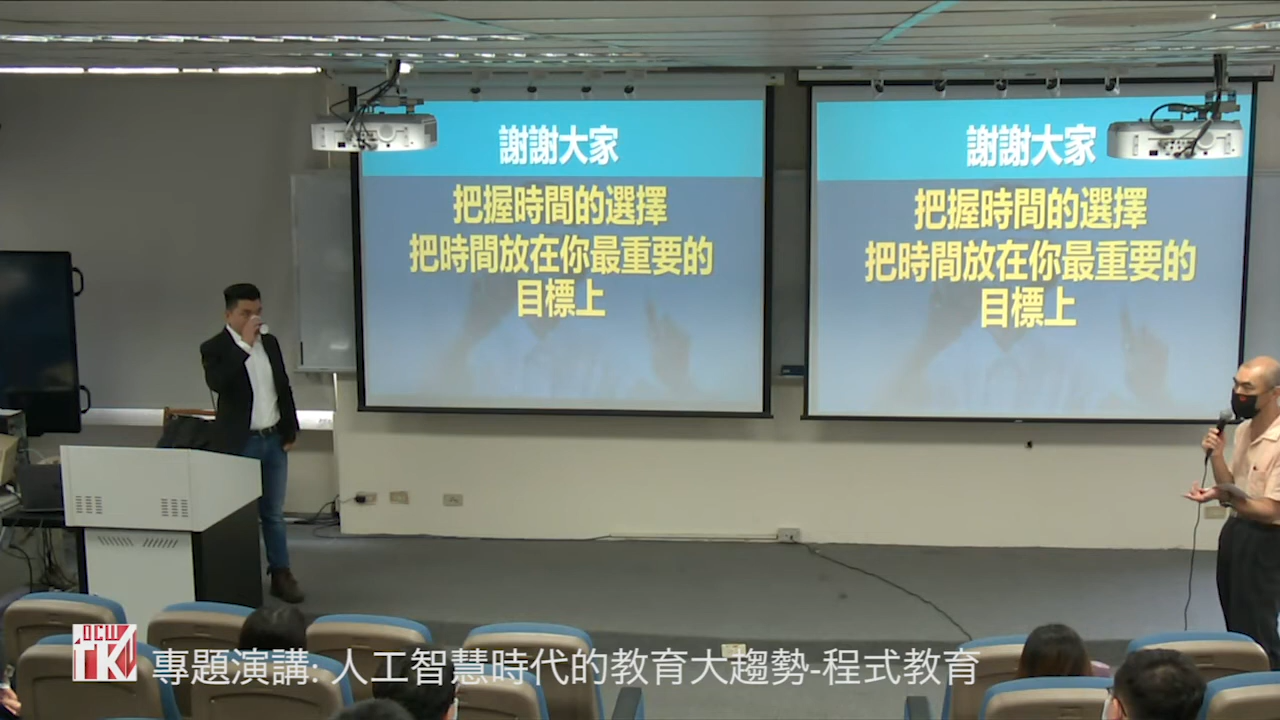 謝謝大家
把握時間的選擇
把時間放在你最重要的
目標上
謝謝大家
把握時間的選擇
把時間放在你最重要的
目標上
OCW
TK
專題演講: 人工智慧時代的教育大趨勢-程式教育